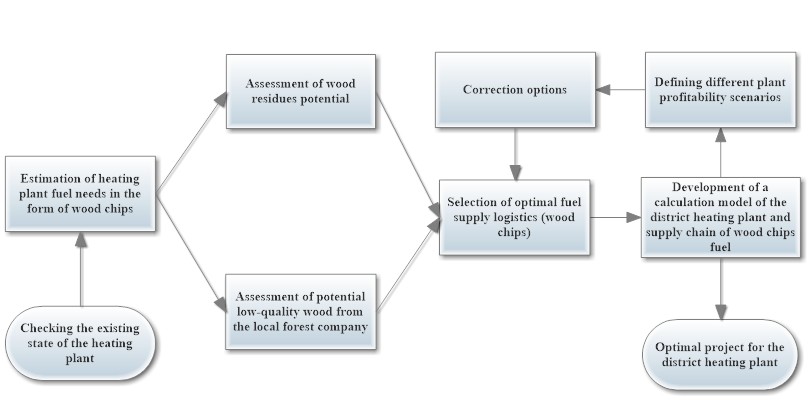 Assessment of wood
residues potential
Correction options
Defining different plant
profitability scenarios
Estimation of heating
plant fuel needs in the
form of wood chips
Selection of optimal fuel
supply logistics (wood
chips)
Development of a
calculation model of the
district heating plant and
supply chain of wood chips
fuel
Assessment of potential
low-quality wood from
the local forest company
Checking the existing
state of the heating
plant
Optimal project for the
district heating plant